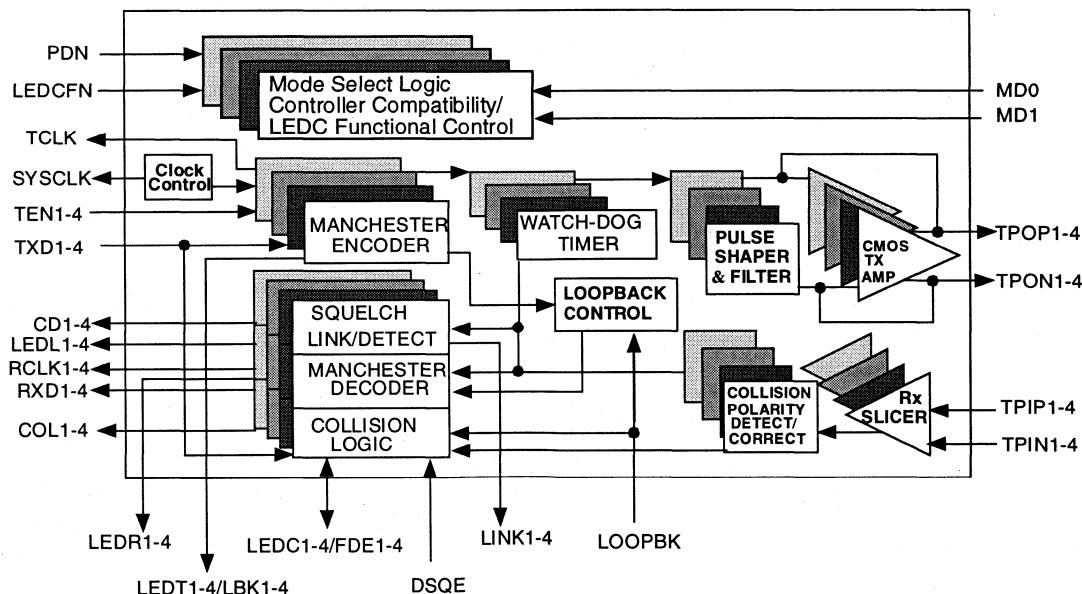 PDN
LEDCFN
Mode Select Logic
Controller Compatibility/
LEDC Functional Control
MD0
MD1
TCLK
SYSCLK
Clock
Control
TEN1-4
TXD1-4
MANCHESTER
ENCODER
WATCH-DOG
TIMER
PULSE
SHAPER
& FILTER
CMOS
TX
AMP
TPOP1-4
TPON1-4
LOOPBACK
CONTROL
SQUELCH
LINK/DETECT
MANCHESTER
DECODER
COLLISION
LOGIC
CD1-4
LEDL1-4
RCLK1-4
RXD1-4
COL1-4
COLLISION
POLARITY
DETECT/
CORRECT
Rx
SLICER
TPIP1-4
TPIN1-4
LEDR1-4
LEDC1-4/FDE1-4
LINK1-4
LOOPBK
LEDT1-4/LBK1-4
DSQE